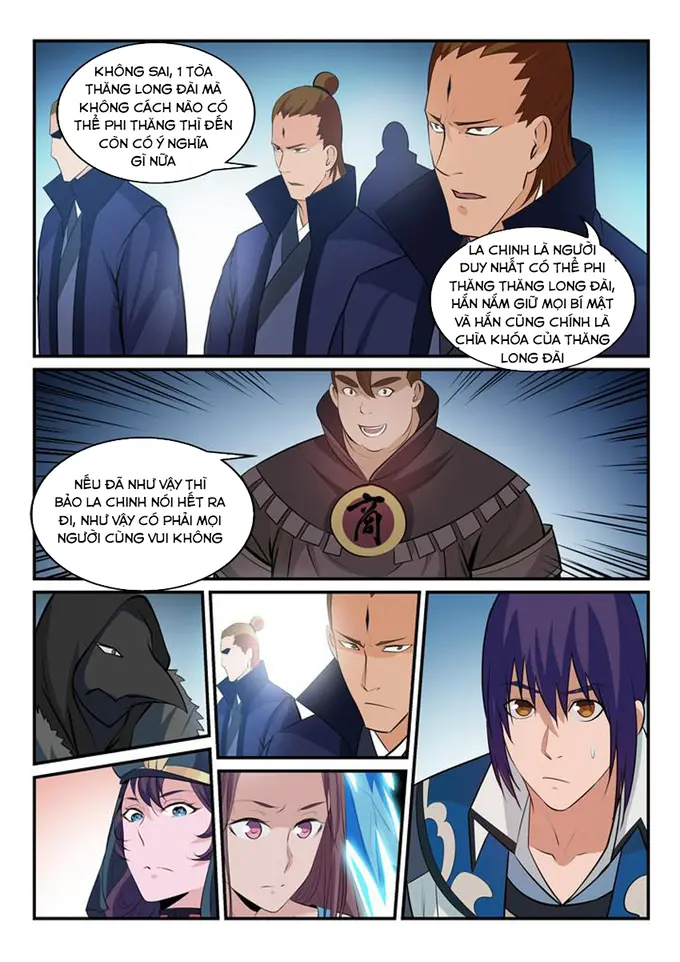 KHÔNG SAI, 1 TÒA
THĂNG LONG ĐÀI MÀ
KHÔNG CÁCH NÀO CÓ
THỂ PHI THĂNG THÌ ĐẾN
CÒN CÓ Ý NGHĨA
GÌ NỮA
LA CHINH LÀ NGƯỜI
DUY NHẤT CÓ THỂ PHI
THĂNG THĂNG LONG ĐÀI,
HẮN NẮM GIỮ MỌI BÍ MẬT
VÀ HẮN CŨNG CHÍNH LÀ
CHÌA KHÓA CỦA THĂNG
LONG ĐÀI
NẾU ĐÃ NHƯ VẬY THÌ
BẢO LA CHINH NÓI HẾT RA
ĐI, NHƯ VẬY CÓ PHẢI MỌI
NGƯỜI CÙNG VUI KHÔNG
商